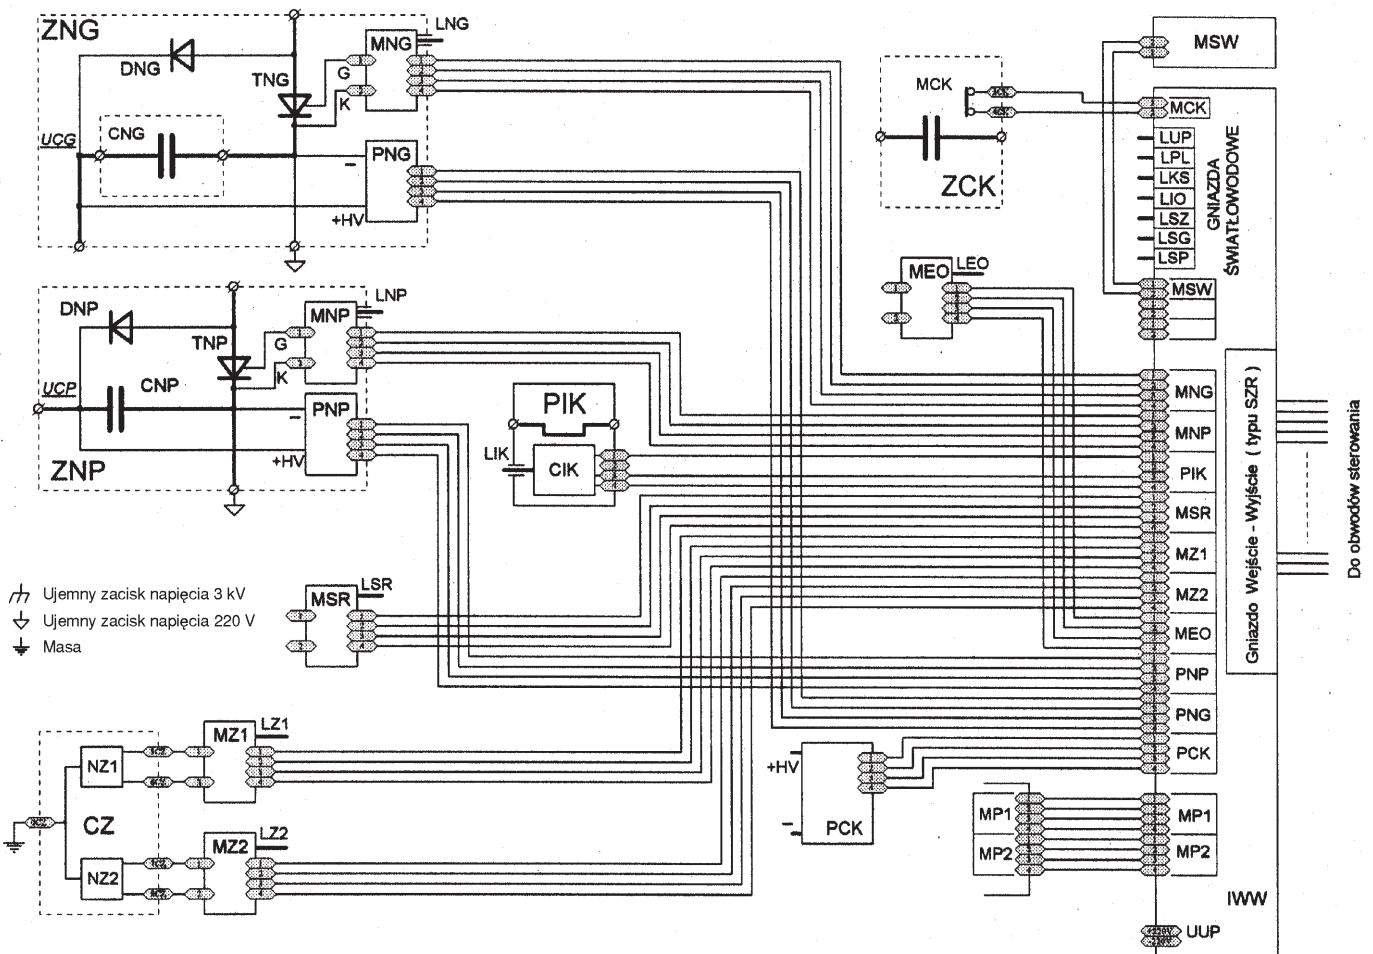 ZNG
DNG
TNG
MNG
LNG
G
K
UCG
CNG
PNG
–
+HV
ZNP
DNP
TNP
MNP
LNP
G
K
UCP
CNP
PNP
–
+HV
PIK
LIK
CIK
MSR
LSR
Ujemny zacisk napięcia 3 kV
Ujemny zacisk napięcia 220 V
Masa
CZ
NZ1
NZ2
MZ1
LZ1
MZ2
LZ2
ZCK
MCK
MEO
LEO
+HV
–
PCK
MP1
MP2
MSW
MCK
LUP
LPL
LKS
LIO
LSZ
LSG
LSP
GNIAZDA
ŚWIATŁOWODOWE
MSW
MNG
MNP
PIK
MSR
MZ1
MZ2
MEO
PNP
PNG
PCK
MP1
MP2
Gniazdo Wejście - Wyjście ( typu SZR )
Do obwodów sterowania
IWW
UUP